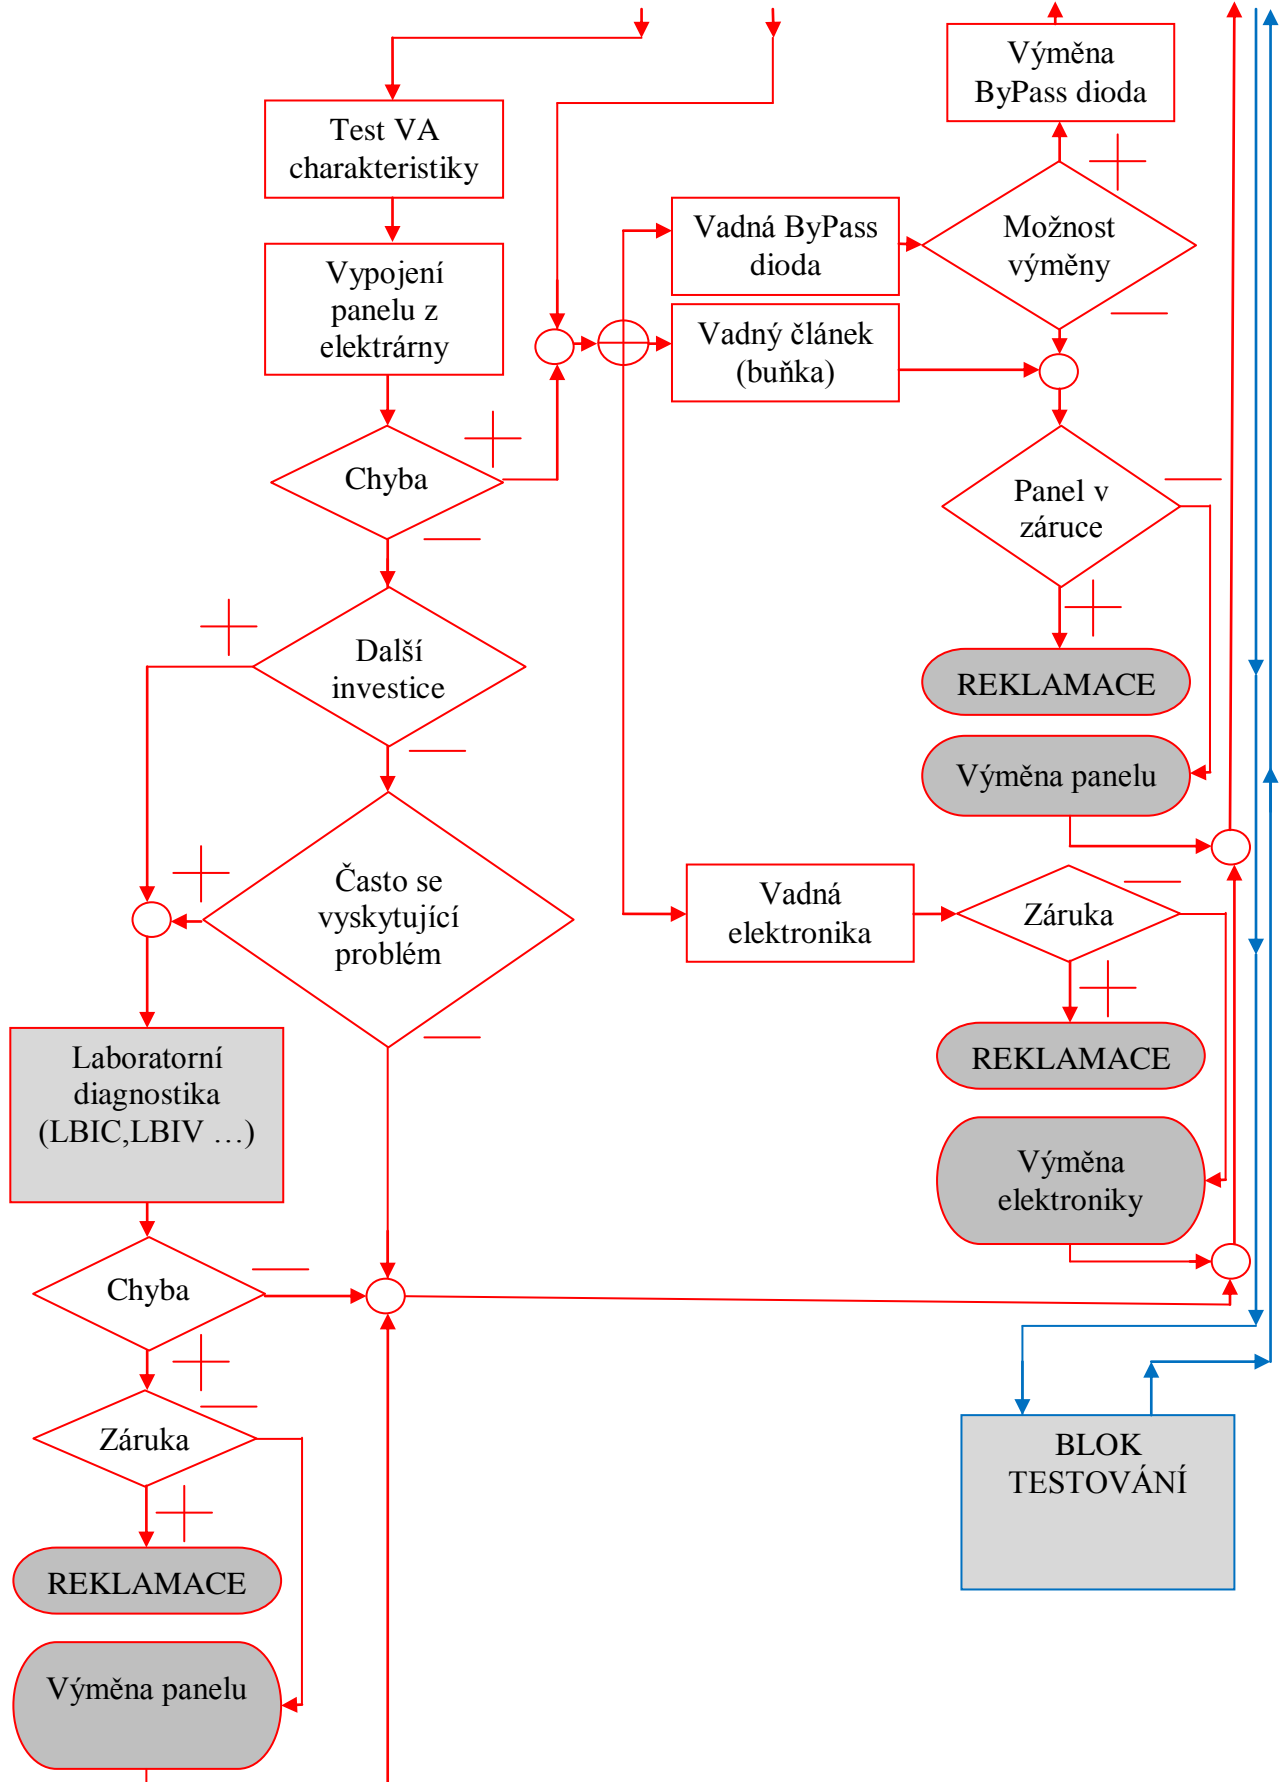 Výměna
ByPass dioda
Test VA
charakteristiky
Vadná ByPass
dioda
Možnost
výměny
Vypojení
panelu z
elektrárny
Vadný článek
(buňka)
Chyba
Panel v
záruce
Další
investice
REKLAMACE
Výměna panelu
Často se
vyskytující
problém
Vadná
elektronika
Záruka
Laboratorní
diagnostika
(LBIC,LBIV …)
REKLAMACE
Výměna
elektroniky
Chyba
Záruka
BLOK
TESTOVÁNÍ
REKLAMACE
Výměna panelu